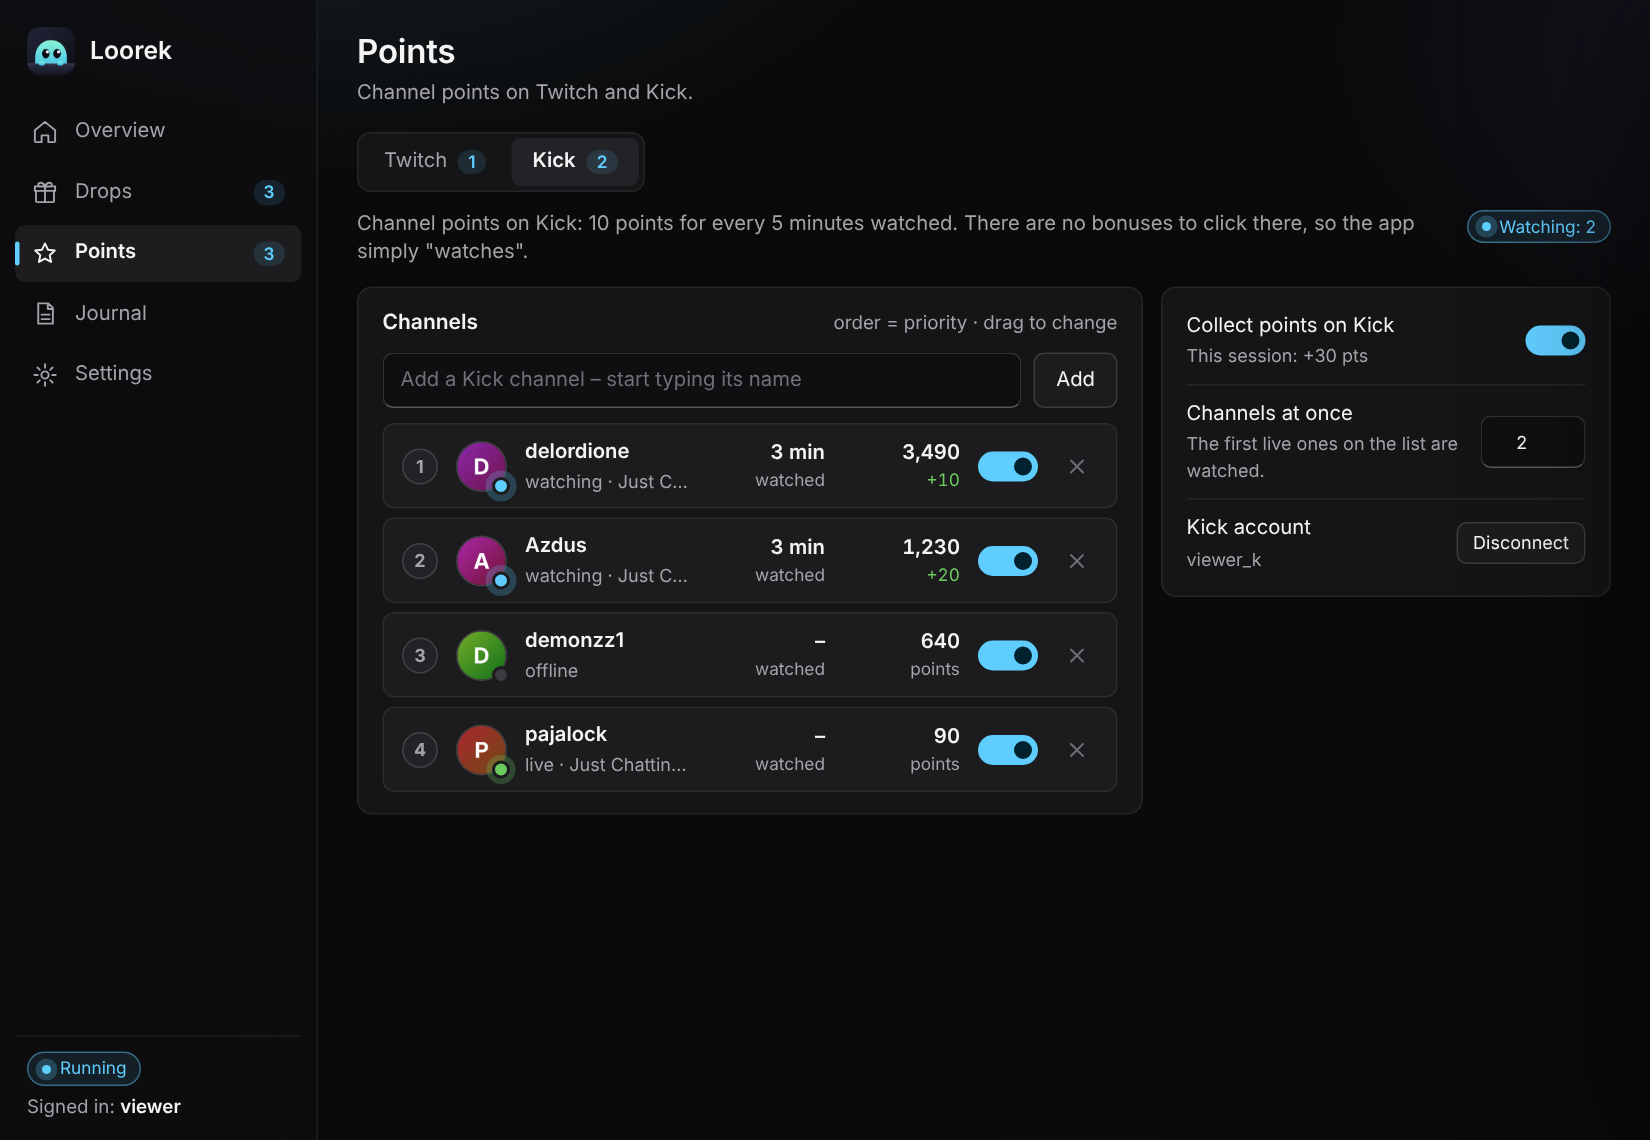 Loorek
Overview
Drops 3
Points 3
Journal
Settings
Running
Signed in: viewer
Points
Channel points on Twitch and Kick.
Twitch 1 Kick 2
Channel points on Kick: 10 points for every 5 minutes watched. There are no bonuses to click there, so the app
simply "watches".
Watching: 2
Channels order = priority · drag to change
Add a Kick channel – start typing its name Add
1 D delordione 3 min 3,490
watching · Just C... watched +10
2 A Azdus 3 min 1,230
watching · Just C... watched +20
3 D demonzz1 – 640
offline watched points
4 P pajalock – 90
live · Just Chattin... watched points
Collect points on Kick
This session: +30 pts
Channels at once
The first live ones on the list are
watched.
2
Kick account
viewer_k
Disconnect